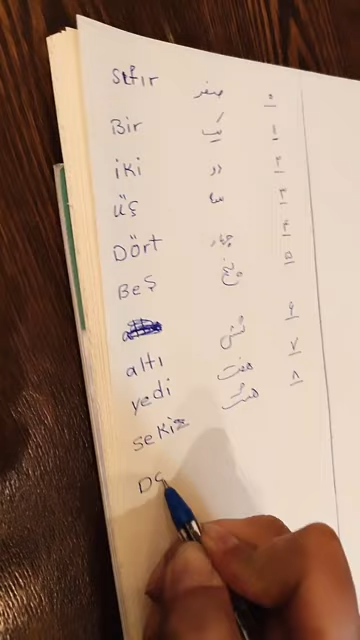 Sıfır صفر ۰
Bir یک ۱
iki دو ۲
üş سه ۳
Dört چهار ۴
Beş پنج ۵
altı شش ۶
yedi هفت ۷
sekiz هشت ۸